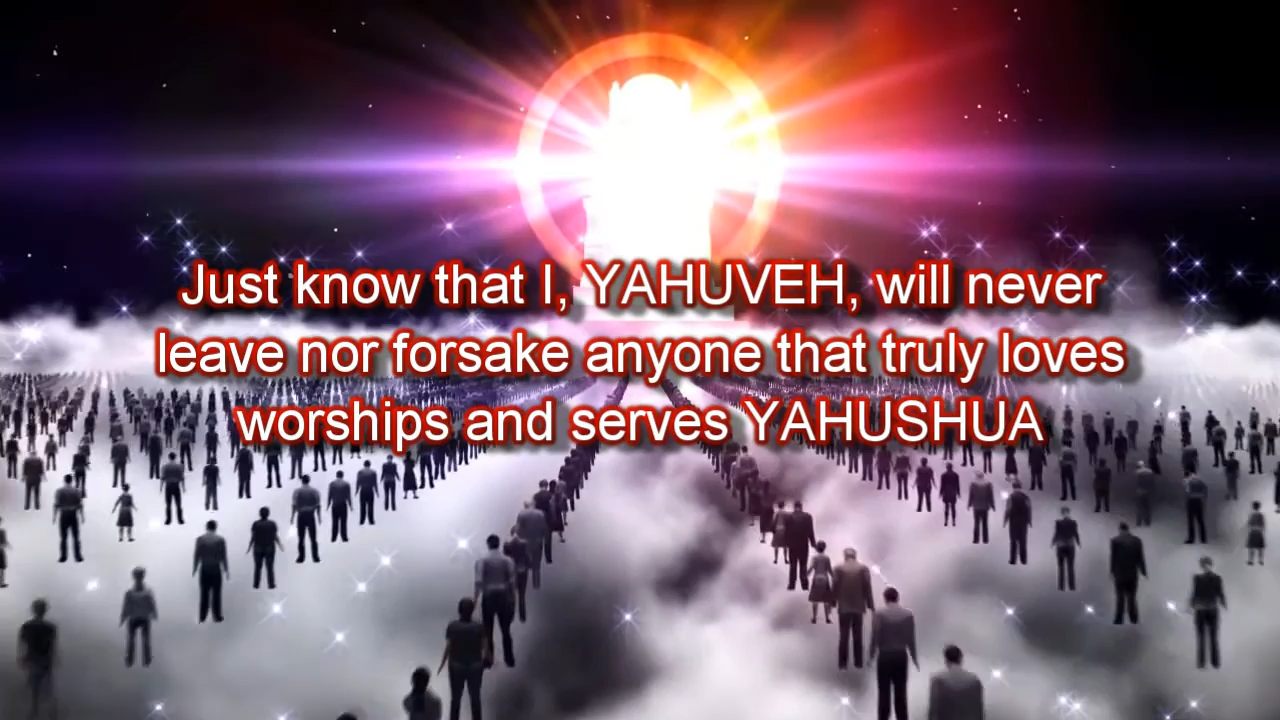 Just know that I, YAHUVEH, will never
leave nor forsake anyone that truly loves
worships and serves YAHUSHUA